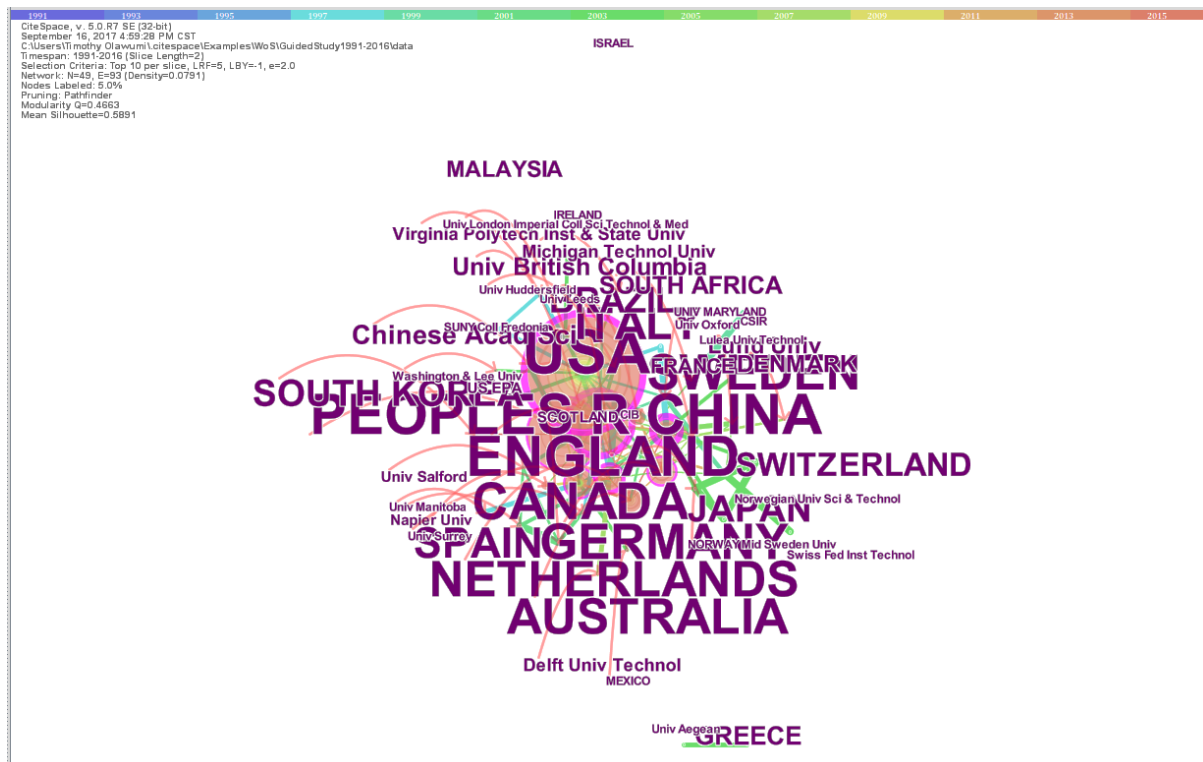 1991 1993 1995 1997 1999 2001 2003 2005 2007 2009 2011 2013 2015
CiteSpace, v. 5.0.R7 SE (32-bit)
September 16, 2017 4:59:28 PM CST
C:\Users\Timothy Olawumi\.citespace\Examples\WoS\GuidedStudy1991-2016\data
Timespan: 1991-2016 (Slice Length=2)
Selection Criteria: Top 10 per slice, LRF=5, LBY=-1, e=2.0
Network: N=49, E=93 (Density=0.0791)
Nodes Labeled: 5.0%
Pruning: Pathfinder
Modularity Q=0.4663
Mean Silhouette=0.5891
ISRAEL
MALAYSIA
IRELAND
Univ London Imperial Coll Sci Technol & Med
Virginia Polytech Inst & State Univ
Michigan Technol Univ
Univ British Columbia
SOUTH AFRICA
Univ Huddersfield
Univ Leeds
BRAZIL
UNIV MARYLAND
Univ Oxford
CSIR
ITALY
SUNY Coll Fredonia
Chinese Acad Sci
Lulea Univ Technol
Lund Univ
USA
FRANCE
DENMARK
SWEDEN
Washington & Lee Univ
US EPA
SOUTH KOREA
PEOPLES R CHINA
SCOTLAND
CIB
ENGLAND
SWITZERLAND
Univ Salford
CANADA
Norwegian Univ Sci & Technol
JAPAN
Univ Manitoba
Napier Univ
Univ Surrey
SPAIN
GERMANY
NORWAY
Mid Sweden Univ
Swiss Fed Inst Technol
NETHERLANDS
AUSTRALIA
Delft Univ Technol
MEXICO
Univ Aegean
GREECE